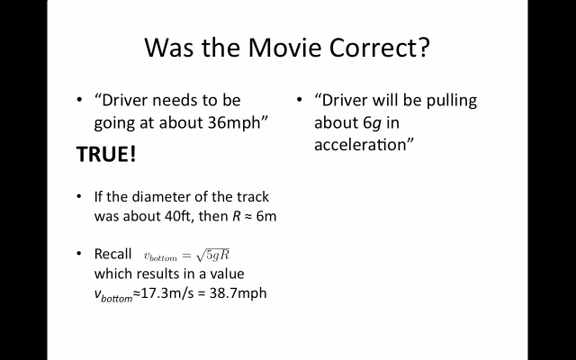 Was the Movie Correct?
• “Driver needs to be
going at about 36mph”
TRUE!
• If the diameter of the track
was about 40ft, then R ≈ 6m
• Recall v_bottom = √5gR
which results in a value
v_bottom≈17.3m/s = 38.7mph
• “Driver will be pulling
about 6g in
acceleration”